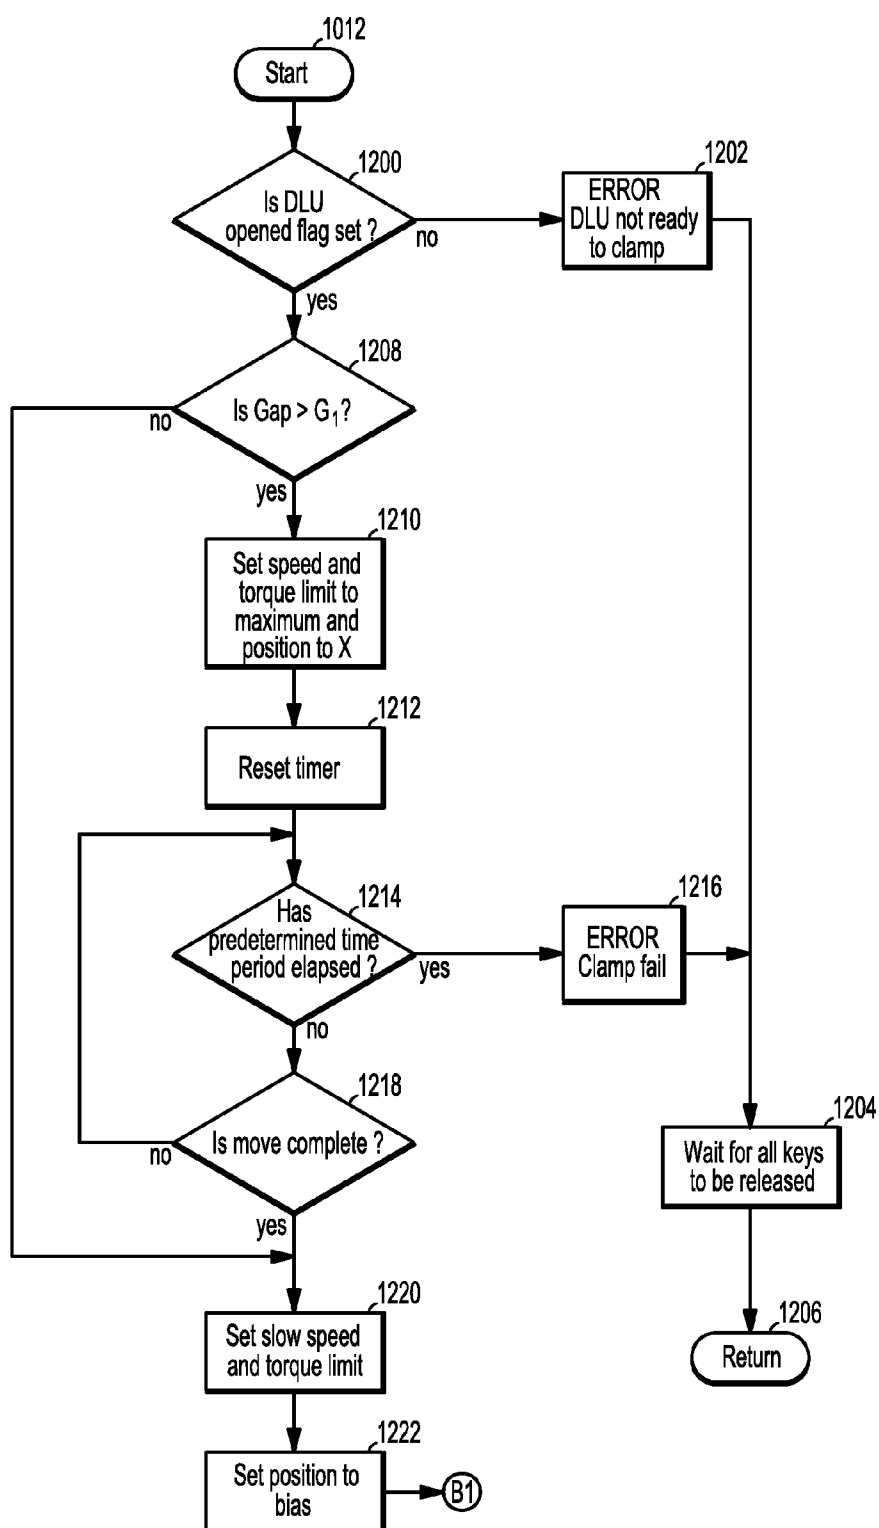 1012
Start
1200
Is DLU
opened flag set ?
no
yes
1202
ERROR
DLU not ready
to clamp
1208
Is Gap > G1?
no
yes
1210
Set speed and
torque limit to
maximum and
position to X
1212
Reset timer
1214
Has
predetermined time
period elapsed ?
yes
no
1216
ERROR
Clamp fail
1218
Is move complete ?
no
yes
1204
Wait for all keys
to be released
1220
Set slow speed
and torque limit
1206
Return
1222
Set position to
bias
B1